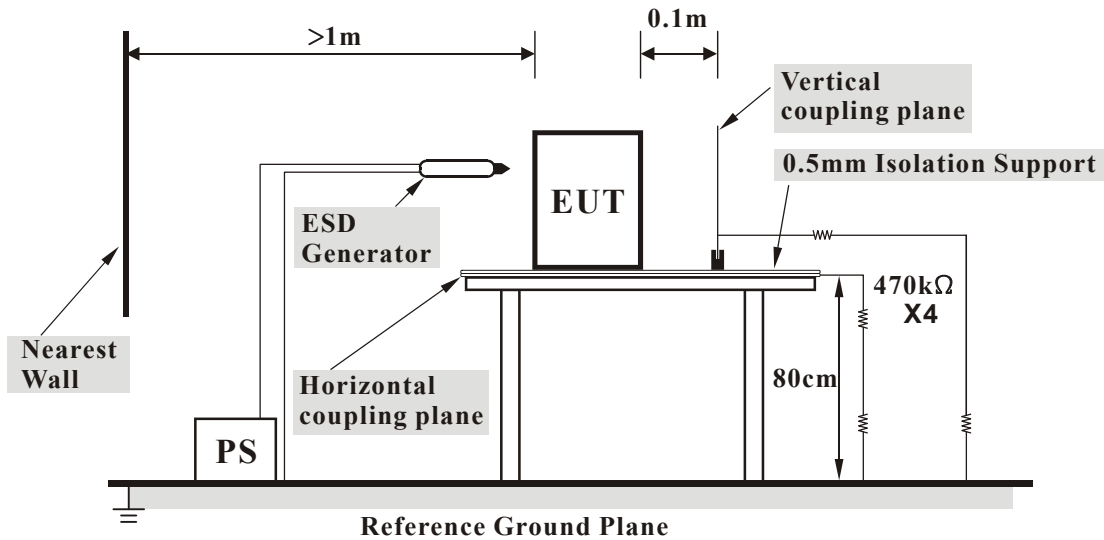 >1m
0.1m
Vertical
coupling plane
0.5mm Isolation Support
EUT
ESD
Generator
470kΩ
X4
Nearest
Wall
Horizontal
coupling plane
80cm
PS
Reference Ground Plane